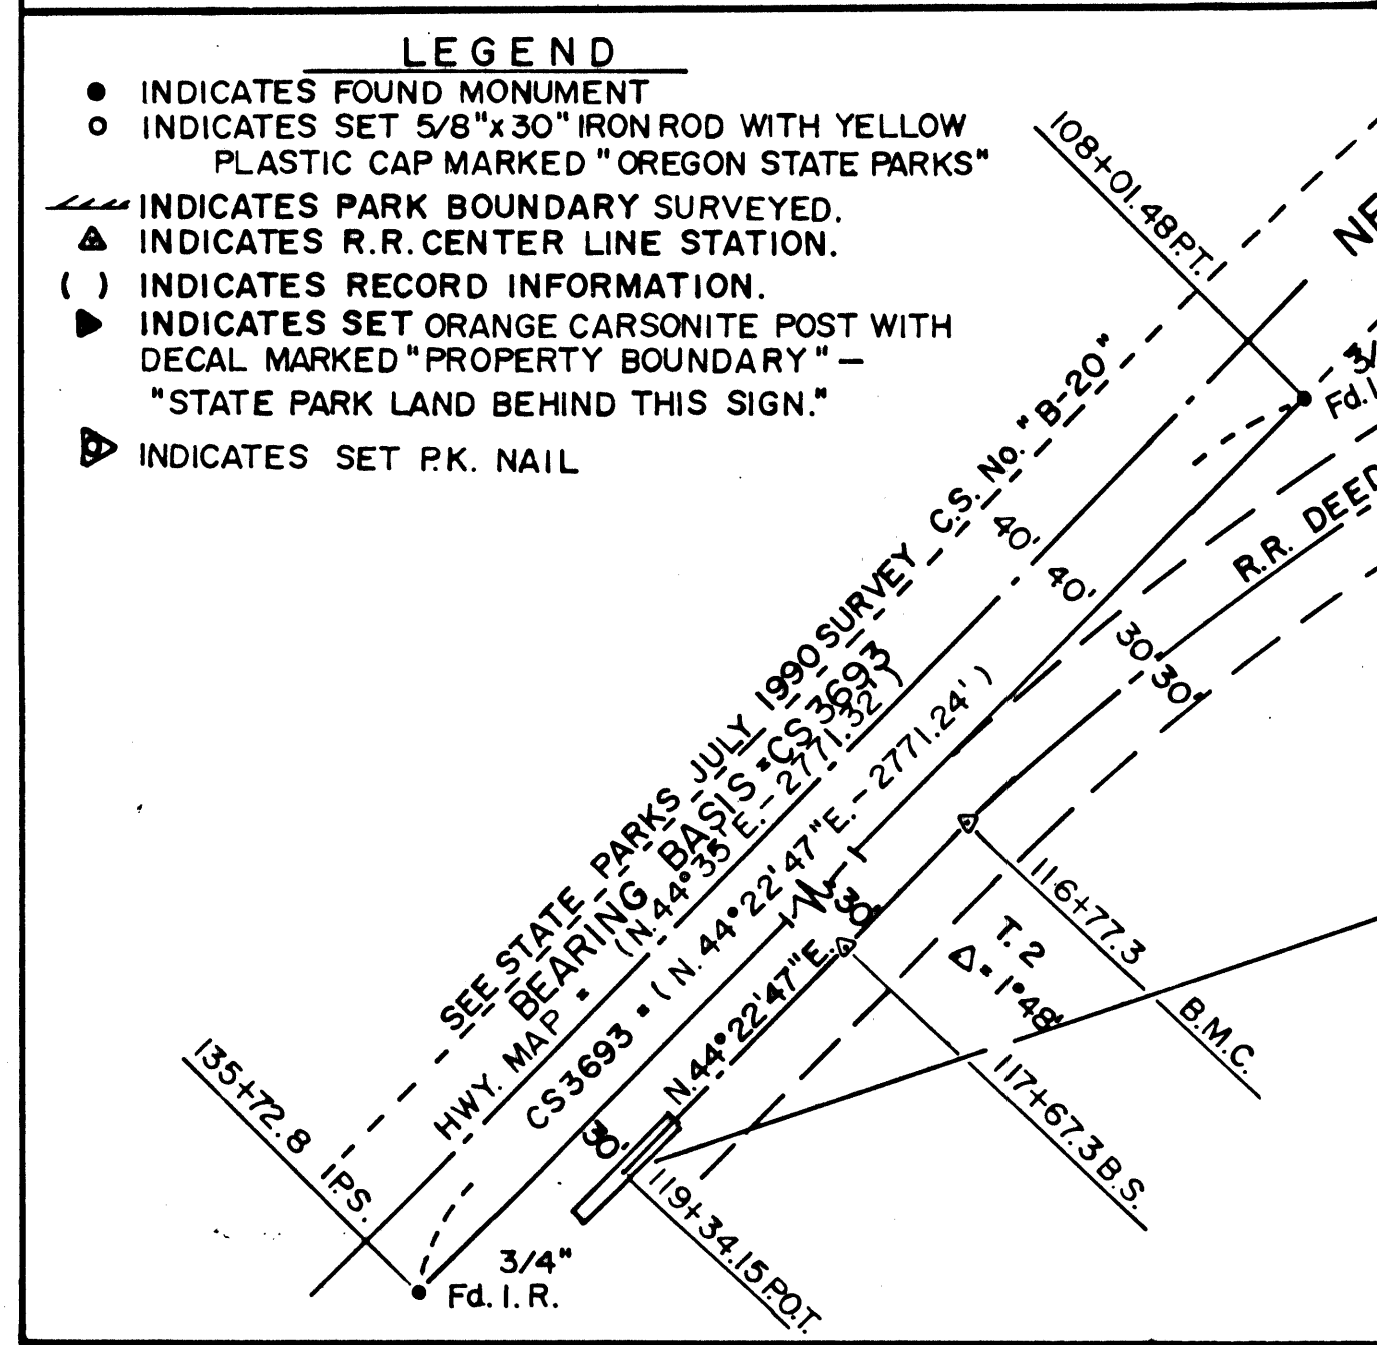 LEGEND
INDICATES FOUND MONUMENT
INDICATES SET 5/8"x30" IRON ROD WITH YELLOW
PLASTIC CAP MARKED "OREGON STATE PARKS"
INDICATES PARK BOUNDARY SURVEYED.
INDICATES R.R. CENTER LINE STATION.
( ) INDICATES RECORD INFORMATION.
INDICATES SET ORANGE CARSONITE POST WITH
DECAL MARKED "PROPERTY BOUNDARY" –
"STATE PARK LAND BEHIND THIS SIGN."
INDICATES SET P.K. NAIL
108+01.48 P.T.
Fd. I
R.R. DEED
SEE STATE PARKS JULY 1990 SURVEY C.S. No. "B-20"
BEARING BASIS = CS 3693
HWY. MAP = (N.44°35' E. - 2771.32')
CS3693 = (N. 44°22'47"E. - 2771.24')
N.44°22'47"E.
40'
40'
30'
30'
30'
30'
116+77.3 B.M.C.
T. 2
Δ = 1°48'
117+67.3 B.S.
119+34.15 P.O.T.
135+72.8 I.P.S.
3/4"
Fd. I. R.